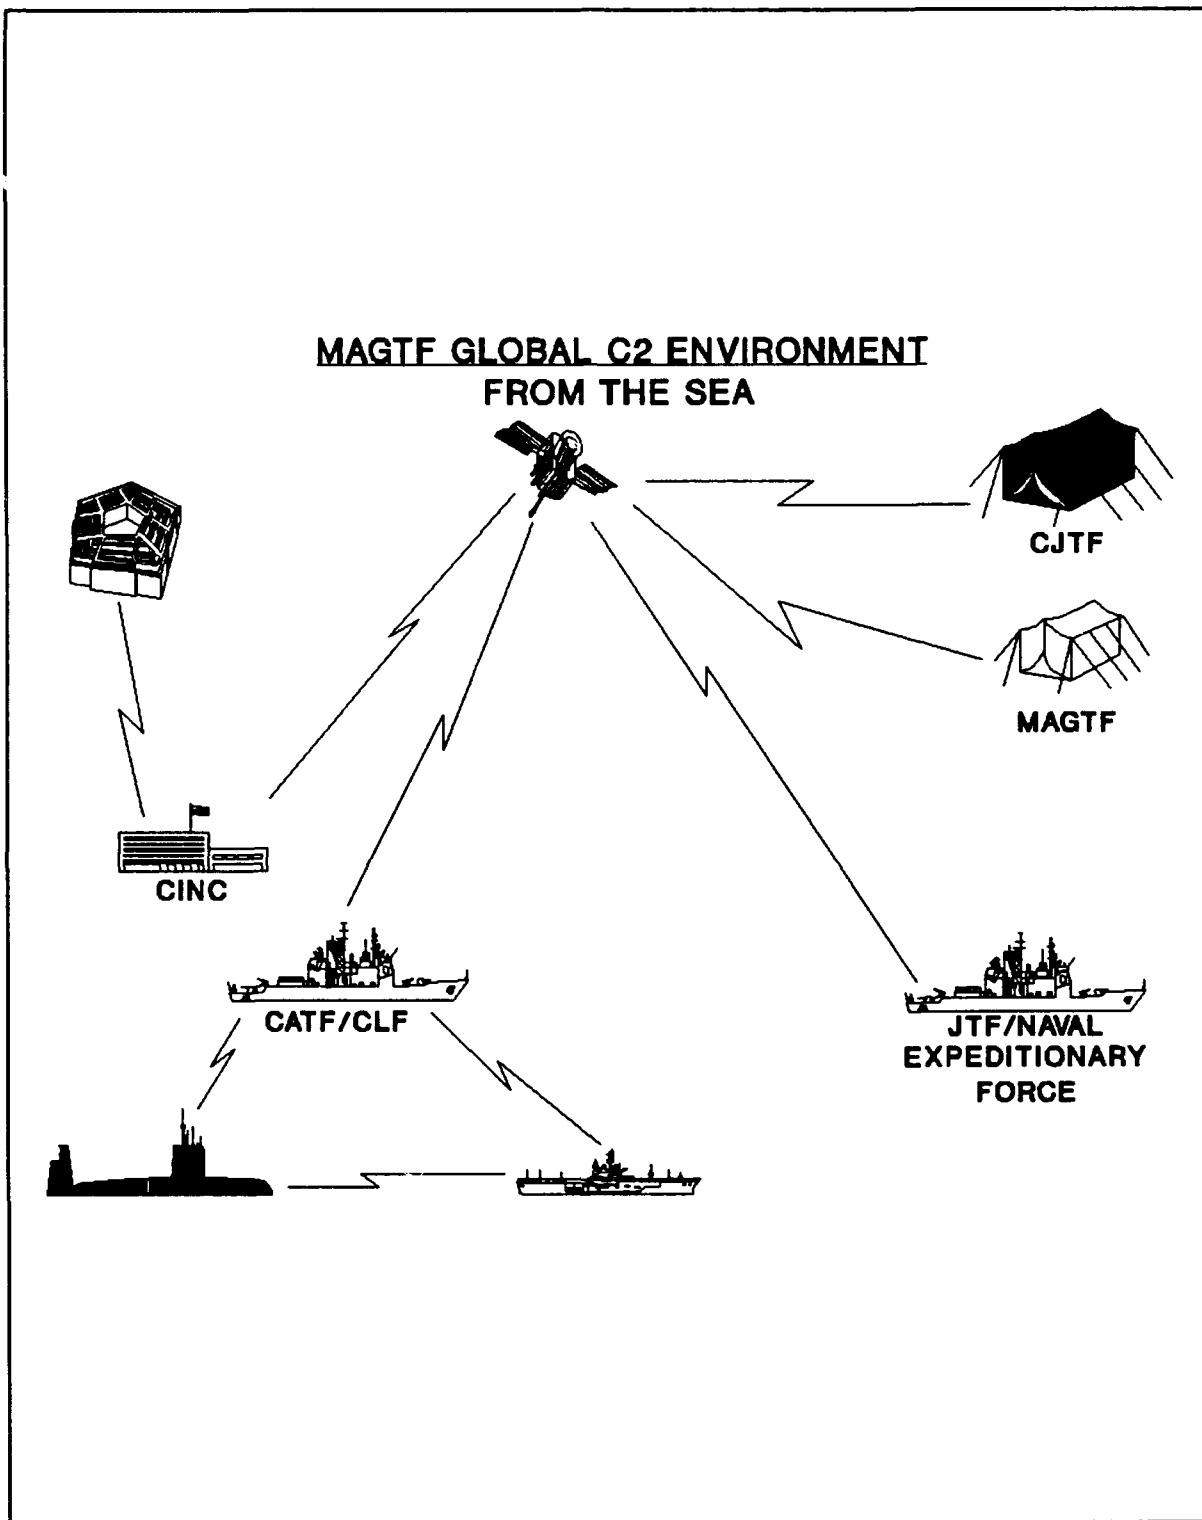 MAGTF GLOBAL C2 ENVIRONMENT
FROM THE SEA
CJTF
MAGTF
CINC
CATF/CLF
JTF/NAVAL
EXPEDITIONARY
FORCE